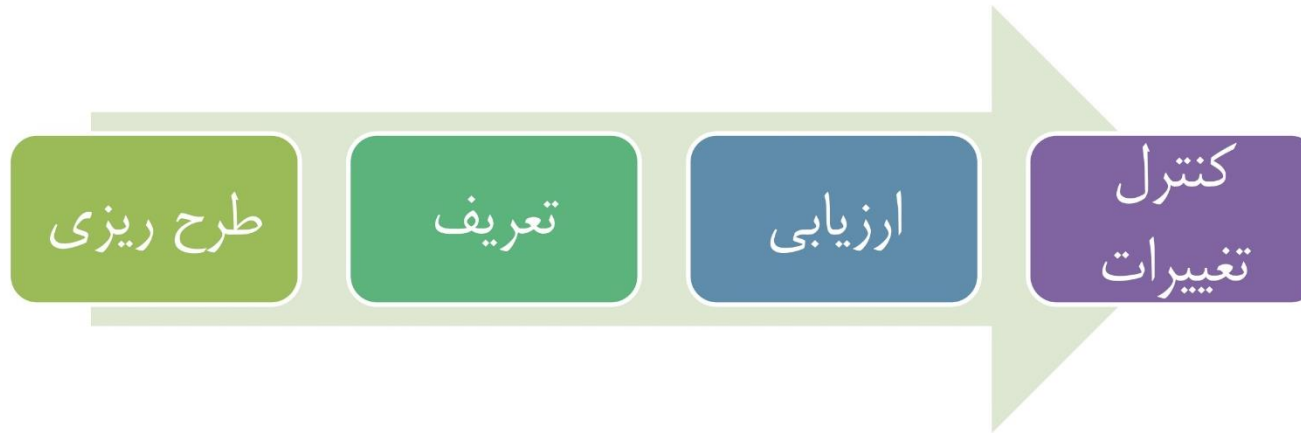 طرح ریزی
تعریف
ارزیابی
کنترل
تغییرات